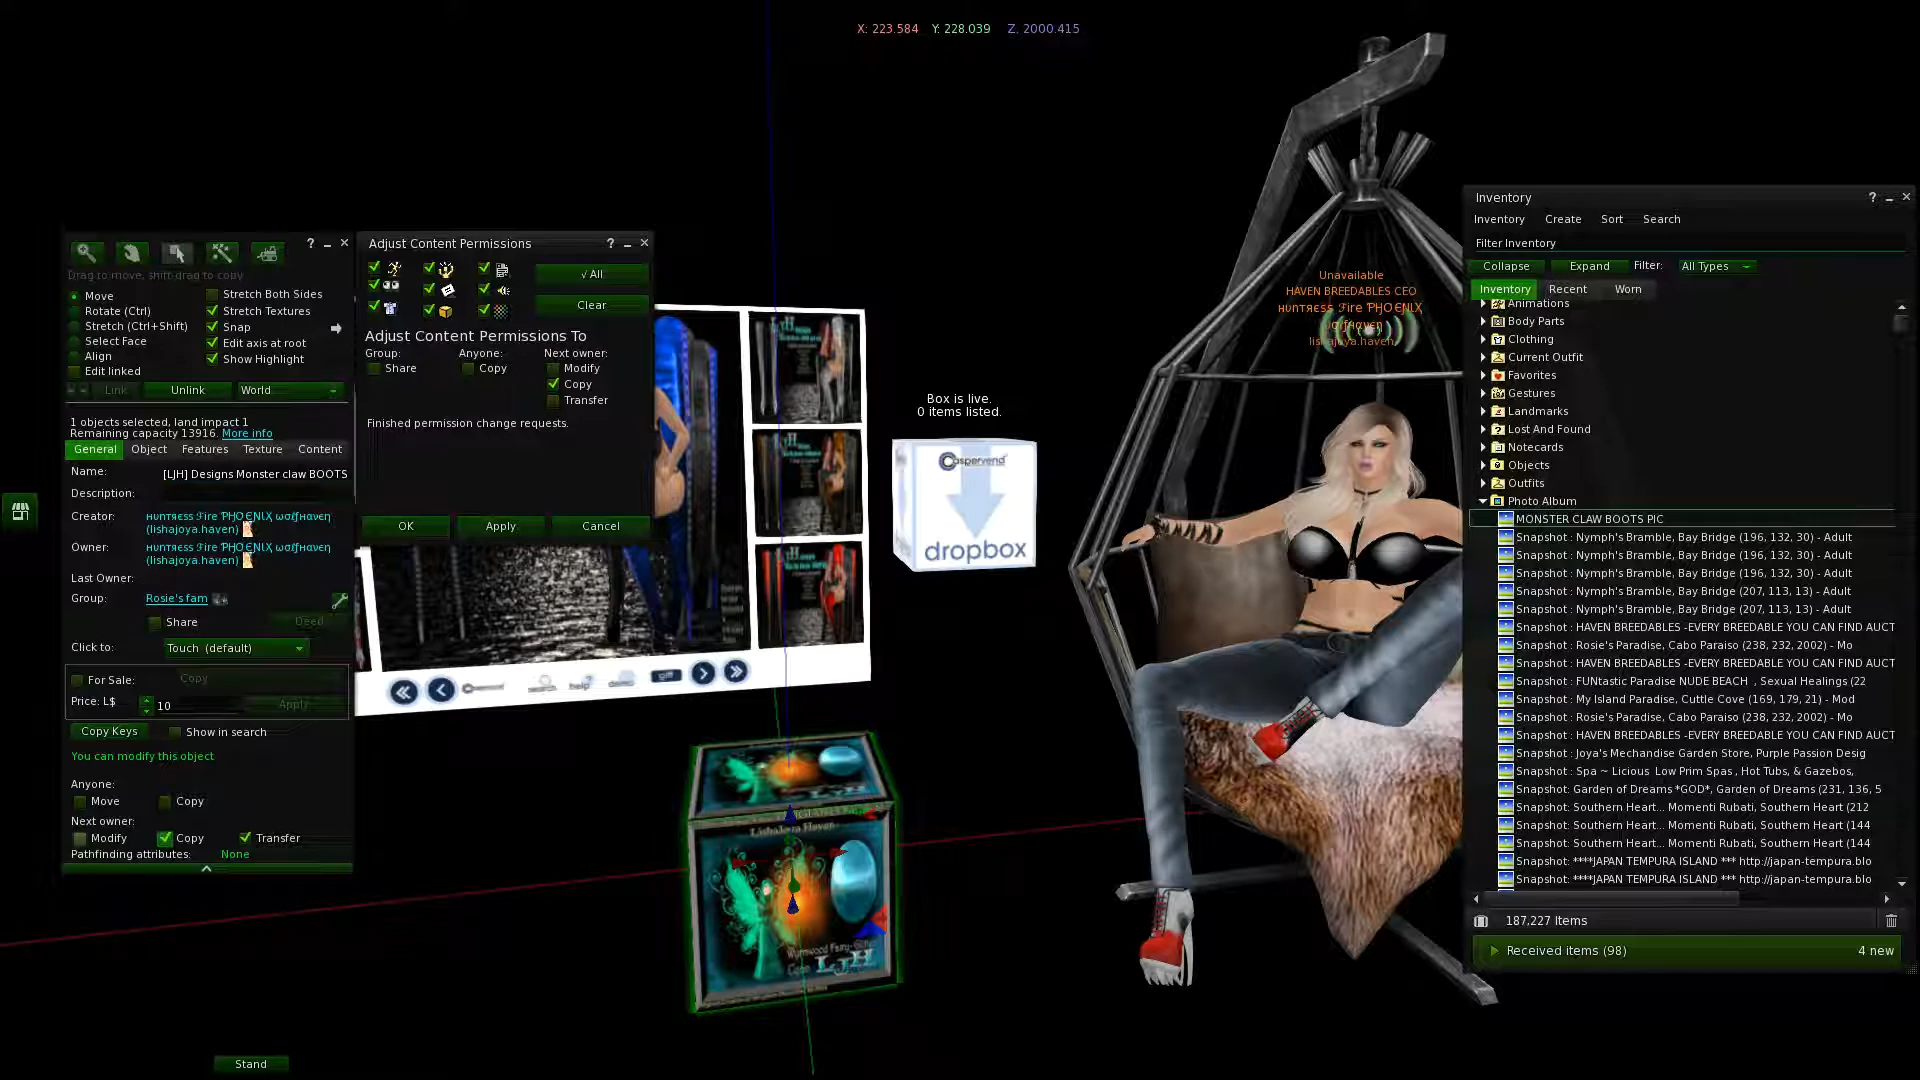 X: 223.584 Y: 228.039 Z. 2000.415
? _ ×
Drag to move, shift-drag to copy
Move
Rotate (Ctrl)
Stretch (Ctrl+Shift)
Select Face
Align
Edit linked
Stretch Both Sides
Stretch Textures
Snap
Edit axis at root
Show Highlight
Link
Unlink
World
1 objects selected, land impact 1
Remaining capacity 13916. More info
General Object Features Texture Content
Name: [LJH] Designs Monster claw BOOTS
Description:
Creator:
(lishajoya.haven)
Owner:
(lishajoya.haven)
Last Owner:
Group: Rosie's fam
Share
Deed
Click to: Touch (default)
For Sale: Copy
Price: L$ 10 Apply
Copy Keys
Show in search
You can modify this object
Anyone:
Move Copy
Next owner:
Modify Copy Transfer
Pathfinding attributes: None
Adjust Content Permissions ? _ ×
√ All
Clear
Adjust Content Permissions To
Group: Anyone: Next owner:
Share Copy Modify
Copy
Transfer
Finished permission change requests.
OK Apply Cancel
help
gift
Box is live.
0 items listed.
Caspervend
dropbox
Lishajoya Haven
Wyrmwood Fairy-Glitter
LJH
Unavailable
HAVEN BREEDABLES CEO
lishajoya.haven
Inventory ? _ ×
Inventory Create Sort Search
Filter Inventory
Collapse Expand Filter: All Types
Inventory Recent Worn
Animations
Body Parts
Clothing
Current Outfit
Favorites
Gestures
Landmarks
Lost And Found
Notecards
Objects
Outfits
Photo Album
MONSTER CLAW BOOTS PIC
Snapshot : Nymph's Bramble, Bay Bridge (196, 132, 30) - Adult
Snapshot : Nymph's Bramble, Bay Bridge (196, 132, 30) - Adult
Snapshot : Nymph's Bramble, Bay Bridge (196, 132, 30) - Adult
Snapshot : Nymph's Bramble, Bay Bridge (207, 113, 13) - Adult
Snapshot : Nymph's Bramble, Bay Bridge (207, 113, 13) - Adult
Snapshot : HAVEN BREEDABLES -EVERY BREEDABLE YOU CAN FIND AUCT
Snapshot : Rosie's Paradise, Cabo Paraiso (238, 232, 2002) - Mo
Snapshot : HAVEN BREEDABLES -EVERY BREEDABLE YOU CAN FIND AUCT
Snapshot : FUNtastic Paradise NUDE BEACH , Sexual Healings (22
Snapshot : My Island Paradise, Cuttle Cove (169, 179, 21) - Mod
Snapshot : Rosie's Paradise, Cabo Paraiso (238, 232, 2002) - Mo
Snapshot : HAVEN BREEDABLES -EVERY BREEDABLE YOU CAN FIND AUCT
Snapshot : Joya's Mechandise Garden Store, Purple Passion Desig
Snapshot : Spa ~ Licious Low Prim Spas , Hot Tubs, & Gazebos,
Snapshot: Garden of Dreams *GOD*, Garden of Dreams (231, 136, 5
Snapshot: Southern Heart... Momenti Rubati, Southern Heart (212
Snapshot: Southern Heart... Momenti Rubati, Southern Heart (144
Snapshot: Southern Heart... Momenti Rubati, Southern Heart (144
Snapshot: ****JAPAN TEMPURA ISLAND *** http://japan-tempura.blo
Snapshot: ****JAPAN TEMPURA ISLAND *** http://japan-tempura.blo
187,227 Items
Received items (98) 4 new
Stand